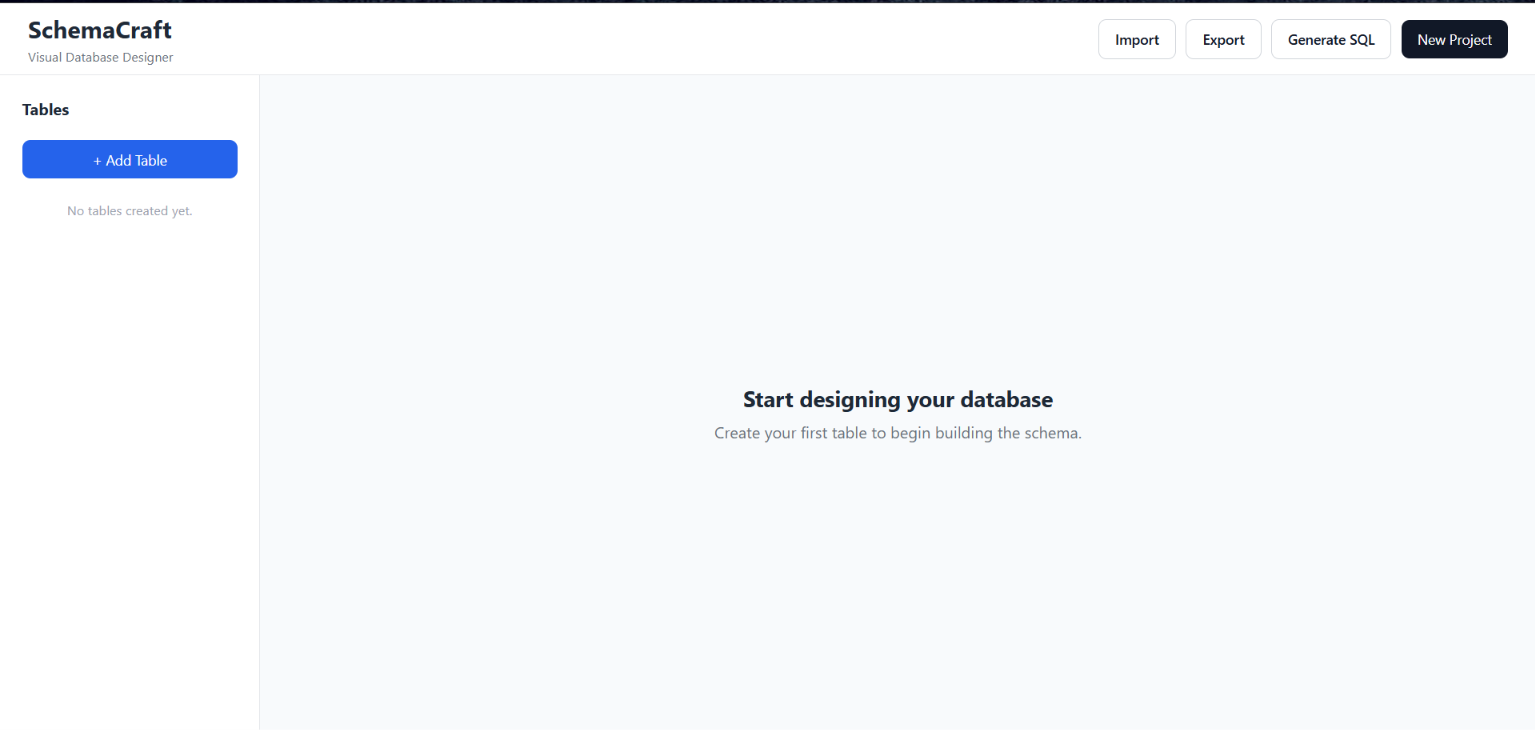 SchemaCraft
Visual Database Designer
Import
Export
Generate SQL
New Project
Tables
+ Add Table
No tables created yet.
Start designing your database
Create your first table to begin building the schema.